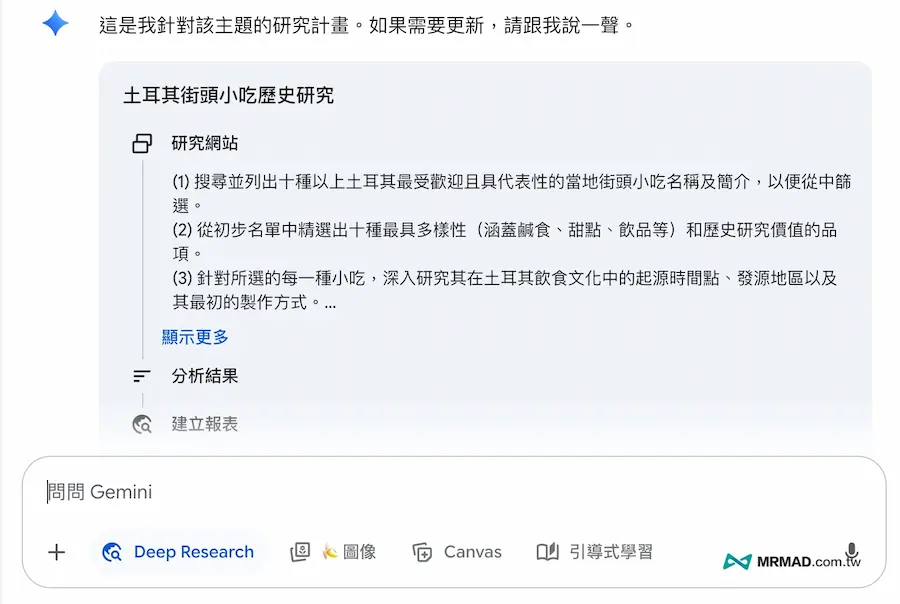 這是我針對該主題的研究計畫。如果需要更新，請跟我說一聲。
土耳其街頭小吃歷史研究
研究網站
(1) 搜尋並列出十種以上土耳其最受歡迎且具代表性的當地街頭小吃名稱及簡介，以便從中篩
選。
(2) 從初步名單中精選出十種最具多樣性（涵蓋鹹食、甜點、飲品等）和歷史研究價值的品
項。
(3) 針對所選的每一種小吃，深入研究其在土耳其飲食文化中的起源時間點、發源地區以及
其最初的製作方式。...
顯示更多
分析結果
建立報表
問問 Gemini
Deep Research 圖像 Canvas 引導式學習
MRMAD.com.tw